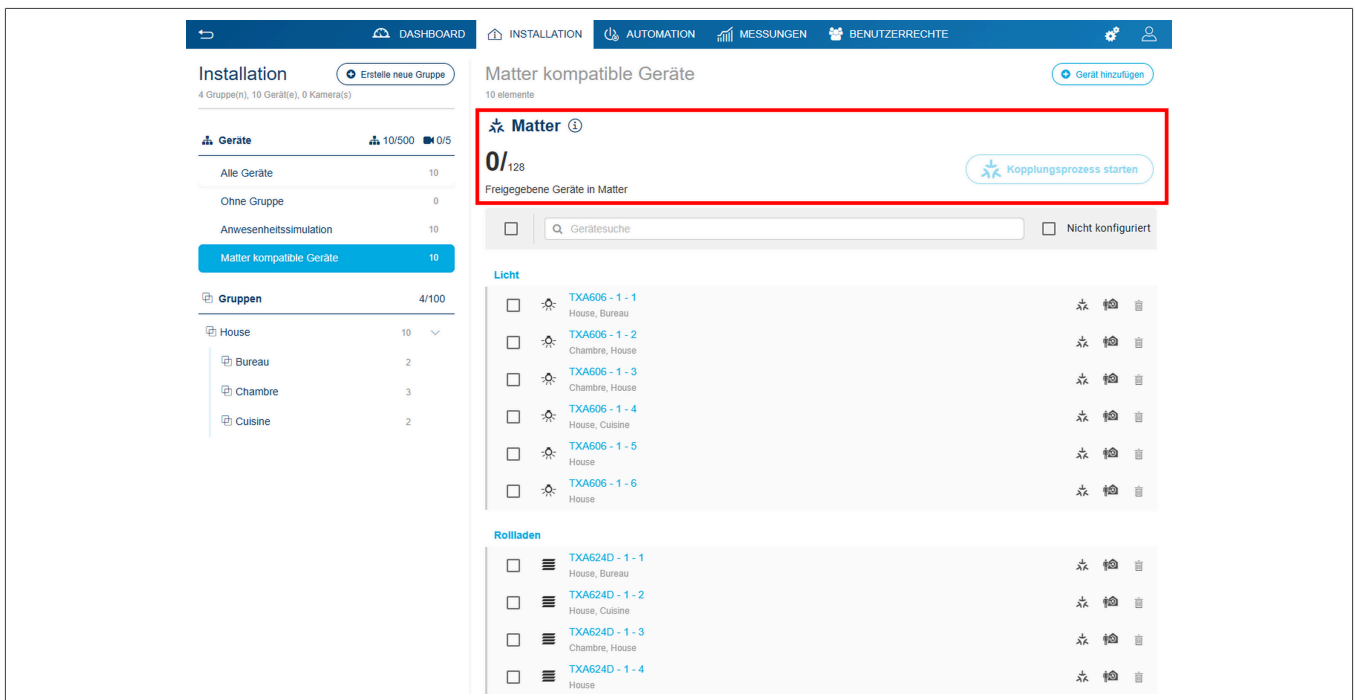 DASHBOARD INSTALLATION AUTOMATION MESSUNGEN BENUTZERRECHTE
Installation
Erstelle neue Gruppe
4 Gruppe(n), 10 Gerät(e), 0 Kamera(s)
Geräte 10/500 0/5
Alle Geräte 10
Ohne Gruppe 0
Anwesenheitssimulation 10
Matter kompatible Geräte 10
Gruppen 4/100
House 10
Bureau 2
Chambre 3
Cuisine 2
Matter kompatible Geräte
Gerät hinzufügen
10 elemente
Matter
0/128
Kopplungsprozess starten
Freigegebene Geräte in Matter
Gerätesuche
Nicht konfiguriert
Licht
TXA606 - 1 - 1
House, Bureau
TXA606 - 1 - 2
Chambre, House
TXA606 - 1 - 3
Chambre, House
TXA606 - 1 - 4
House, Cuisine
TXA606 - 1 - 5
House
TXA606 - 1 - 6
House
Rollladen
TXA624D - 1 - 1
House, Bureau
TXA624D - 1 - 2
House, Cuisine
TXA624D - 1 - 3
Chambre, House
TXA624D - 1 - 4
House